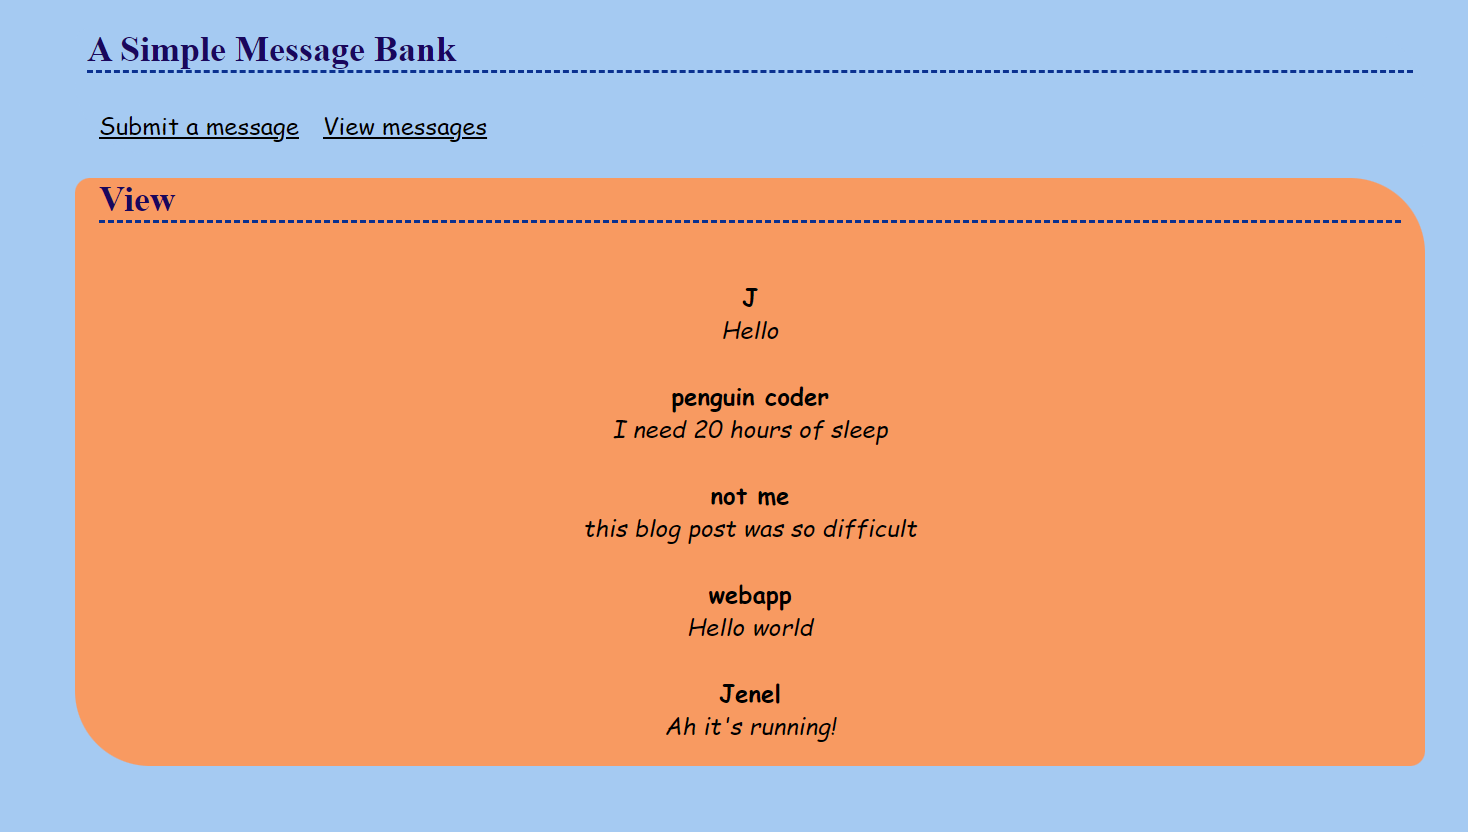 A Simple Message Bank
Submit a message View messages
View
J
Hello
penguin coder
I need 20 hours of sleep
not me
this blog post was so difficult
webapp
Hello world
Jenel
Ah it's running!